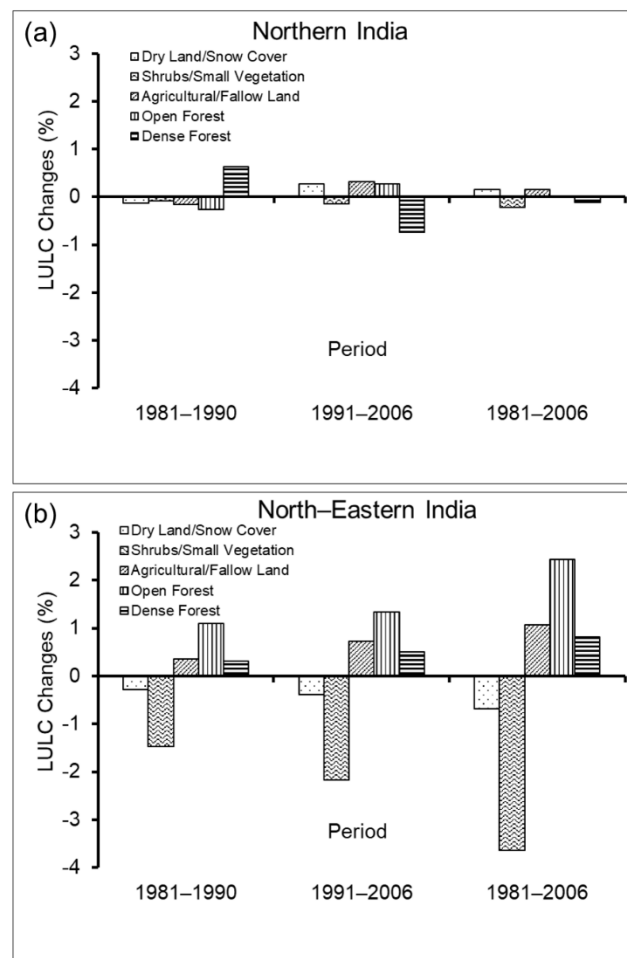 (a)
Northern India
Dry Land/Snow Cover
Shrubs/Small Vegetation
Agricultural/Fallow Land
Open Forest
Dense Forest
LULC Changes (%)
3
2
1
0
-1
-2
-3
-4
Period
1981–1990
1991–2006
1981–2006
(b)
North–Eastern India
Dry Land/Snow Cover
Shrubs/Small Vegetation
Agricultural/Fallow Land
Open Forest
Dense Forest
LULC Changes (%)
3
2
1
0
-1
-2
-3
-4
Period
1981–1990
1991–2006
1981–2006